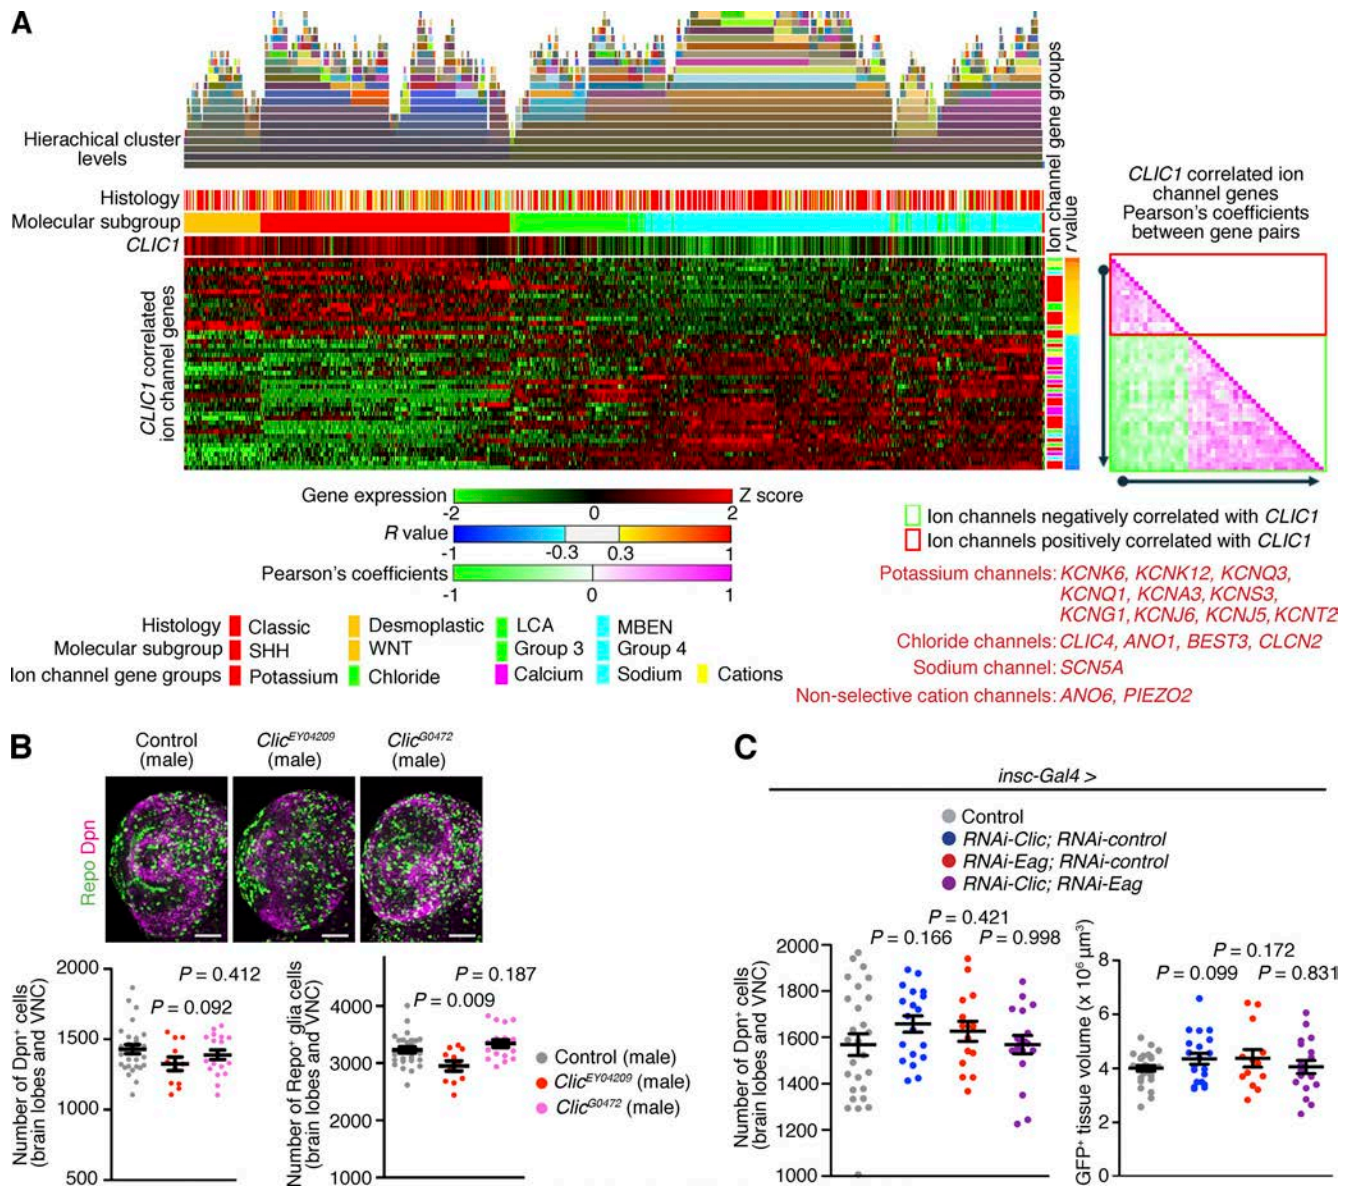 A
Hierachical cluster
levels
Histology
Molecular subgroup
CLIC1
CLIC1 correlated
ion channel genes
Ion channel gene groups
r value
CLIC1 correlated ion
channel genes
Pearson's coefficients
between gene pairs
Gene expression
Z score
-2 0 2
R value
-1 -0.3 0.3 1
Pearson's coefficients
-1 0 1
Ion channels negatively correlated with CLIC1
Ion channels positively correlated with CLIC1
Potassium channels: KCNK6, KCNK12, KCNQ3,
KCNQ1, KCNA3, KCNS3,
KCNG1, KCNJ6, KCNJ5, KCNT2
Chloride channels: CLIC4, ANO1, BEST3, CLCN2
Sodium channel: SCN5A
Non-selective cation channels: ANO6, PIEZO2
Histology Classic Desmoplastic LCA MBEN
Molecular subgroup SHH WNT Group 3 Group 4
Ion channel gene groups Potassium Chloride Calcium Sodium Cations
B
Control
(male)
Clic^EY04209
(male)
Clic^G0472
(male)
Repo Dpn
Number of Dpn⁺ cells
(brain lobes and VNC)
2000
1500
1000
500
P = 0.412
P = 0.092
Number of Repo⁺ glia cells
(brain lobes and VNC)
4000
3000
2000
1000
P = 0.187
P = 0.009
Control (male)
Clic^EY04209 (male)
Clic^G0472 (male)
C
insc-Gal4 >
Control
RNAi-Clic; RNAi-control
RNAi-Eag; RNAi-control
RNAi-Clic; RNAi-Eag
Number of Dpn⁺ cells
(brain lobes and VNC)
2000
1800
1600
1400
1200
1000
P = 0.421
P = 0.166
P = 0.998
GFP⁺ tissue volume (x 10⁶ µm³)
8
6
4
2
0
P = 0.172
P = 0.099
P = 0.831